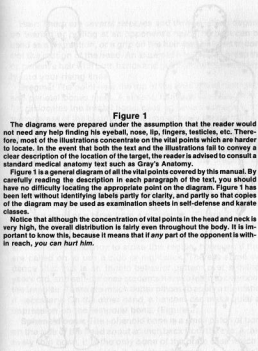 Figure 1
The diagrams were prepared under the assumption that the reader would
not need any help finding his eyeball, nose, lip, fingers, testicles, etc. There-
fore, most of the illustrations concentrate on the vital points which are harder
to locate. In the event that both the text and the illustrations fail to convey a
clear description of the location of the target, the reader is advised to consult a
standard medical anatomy text such as Gray's Anatomy.
Figure 1 is a general diagram of all the vital points covered by this manual. By
carefully reading the description in each paragraph of the text, you should
have no difficulty locating the appropriate point on the diagram. Figure 1 has
been left without identifying labels partly for clarity, and partly so that copies
of the diagram may be used as examination sheets in self-defense and karate
classes.
Notice that although the concentration of vital points in the head and neck is
very high, the overall distribution is fairly even throughout the body. It is im-
portant to know this, because it means that if any part of the opponent is with-
in reach, you can hurt him.